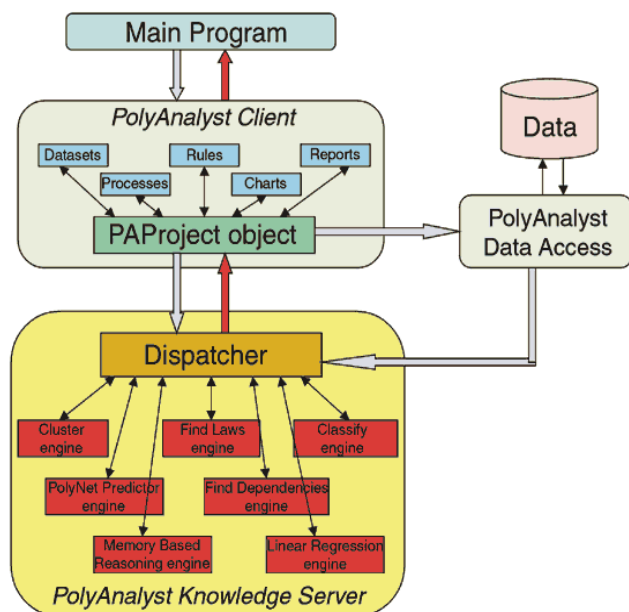 Main Program
PolyAnalyst Client
Datasets
Rules
Reports
Processes
Charts
PAProject object
Data
PolyAnalyst
Data Access
Dispatcher
Cluster
engine
Find Laws
engine
Classify
engine
PolyNet Predictor
engine
Find Dependencies
engine
Memory Based
Reasoning engine
Linear Regression
engine
PolyAnalyst Knowledge Server